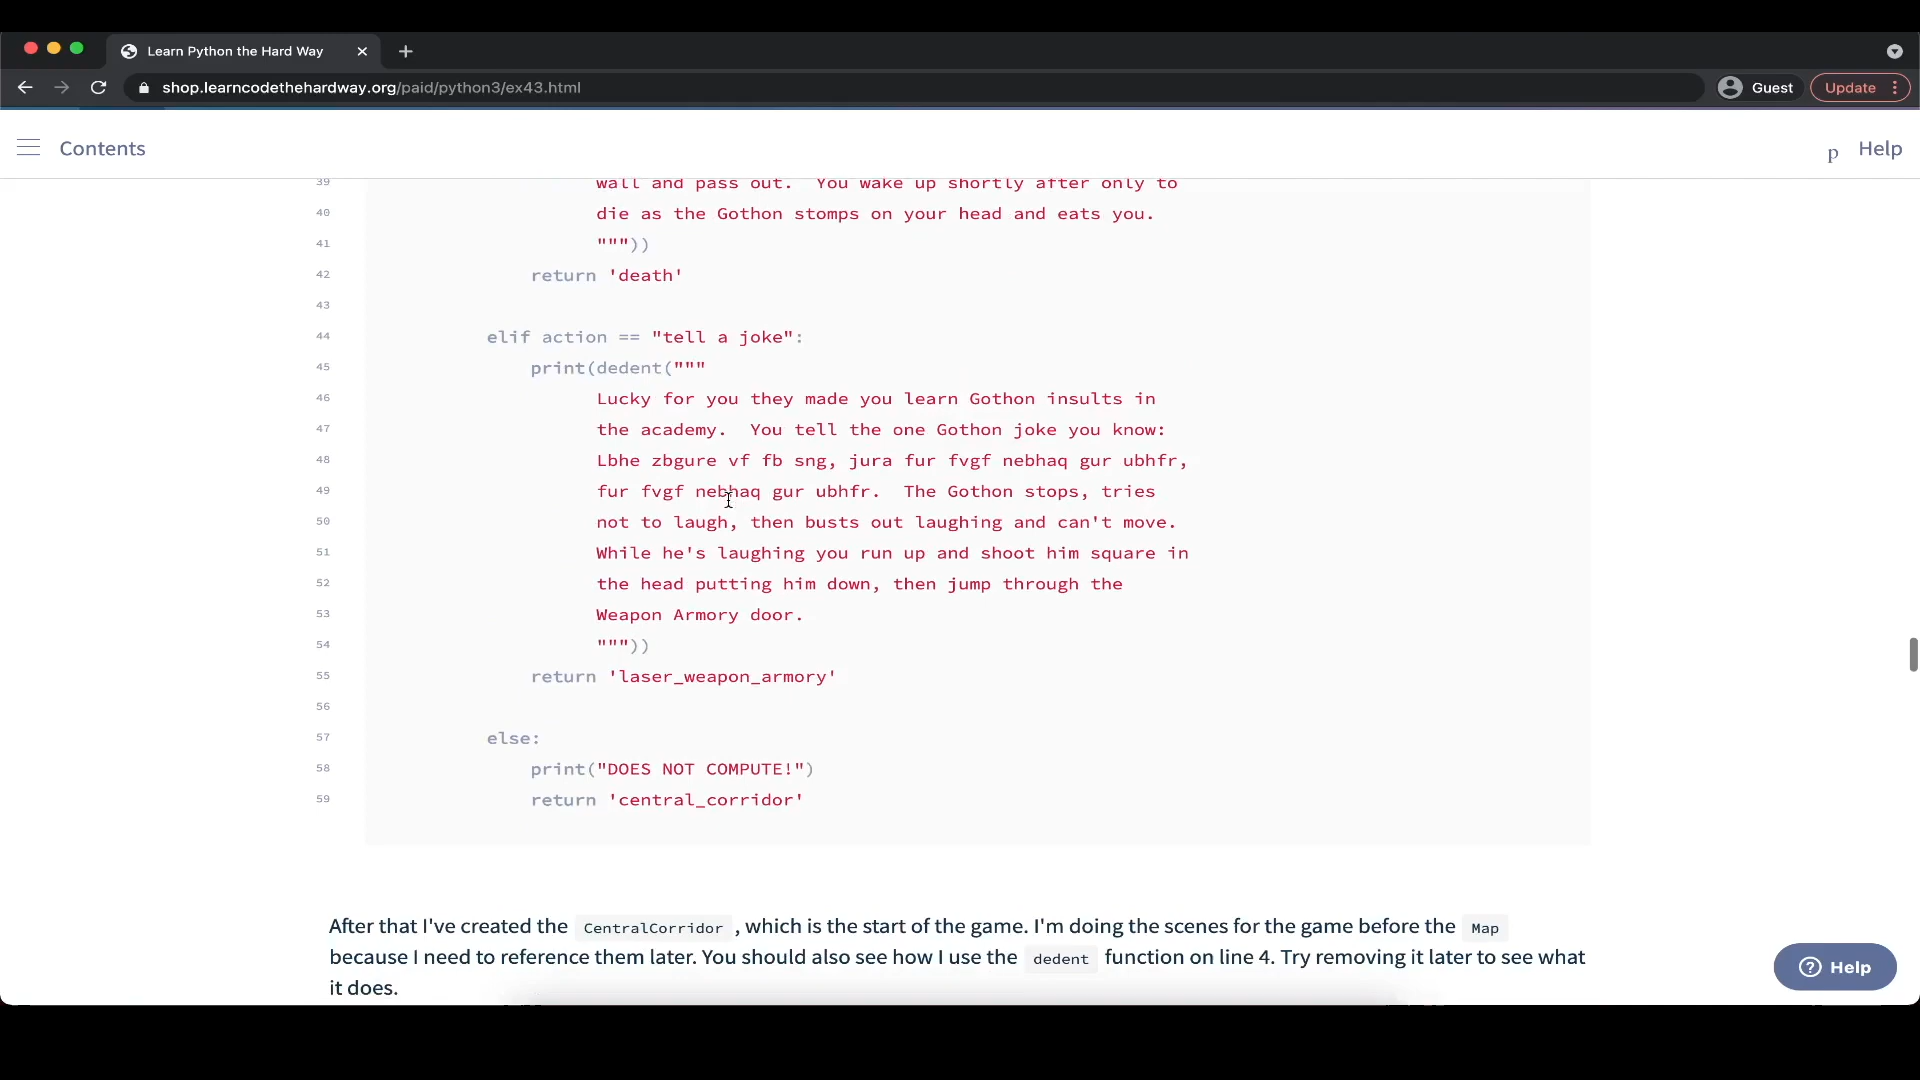 Learn Python the Hard Way
shop.learncodethehardway.org/paid/python3/ex43.html
Guest
Update
Contents
p Help
39 wall and pass out.  You wake up shortly after only to
40 die as the Gothon stomps on your head and eats you.
41 """))
42 return 'death'
43
44 elif action == "tell a joke":
45 print(dedent("""
46 Lucky for you they made you learn Gothon insults in
47 the academy.  You tell the one Gothon joke you know:
48 Lbhe zbgure vf fb sng, jura fur fvgf nebhaq gur ubhfr,
49 fur fvgf nebhaq gur ubhfr.  The Gothon stops, tries
50 not to laugh, then busts out laughing and can't move.
51 While he's laughing you run up and shoot him square in
52 the head putting him down, then jump through the
53 Weapon Armory door.
54 """))
55 return 'laser_weapon_armory'
56
57 else:
58 print("DOES NOT COMPUTE!")
59 return 'central_corridor'
After that I've created the CentralCorridor , which is the start of the game. I'm doing the scenes for the game before the Map
because I need to reference them later. You should also see how I use the dedent function on line 4. Try removing it later to see what
it does.
Help